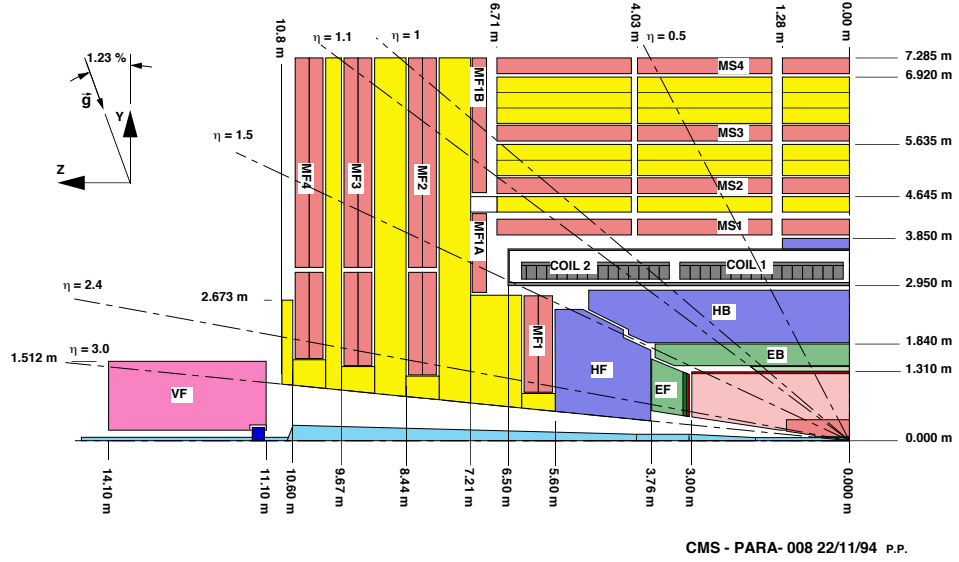 10.8 m
6.71 m
4.03 m
1.28 m
0.00 m
η = 1.1
η = 1
η = 0.5
1.23 %
g
Y
Z
7.285 m
6.920 m
5.635 m
4.645 m
3.850 m
2.950 m
1.840 m
1.310 m
0.000 m
MS4
MS3
MS2
MS1
MF1B
MF1A
MF4
MF3
MF2
η = 1.5
COIL 2
COIL 1
η = 2.4
2.673 m
HB
MF1
EB
1.512 m
η = 3.0
HF
EF
VF
14.10 m
11.10 m
10.60 m
9.67 m
8.44 m
7.21 m
6.50 m
5.60 m
3.76 m
3.00 m
0.000 m
CMS - PARA- 008 22/11/94 P.P.